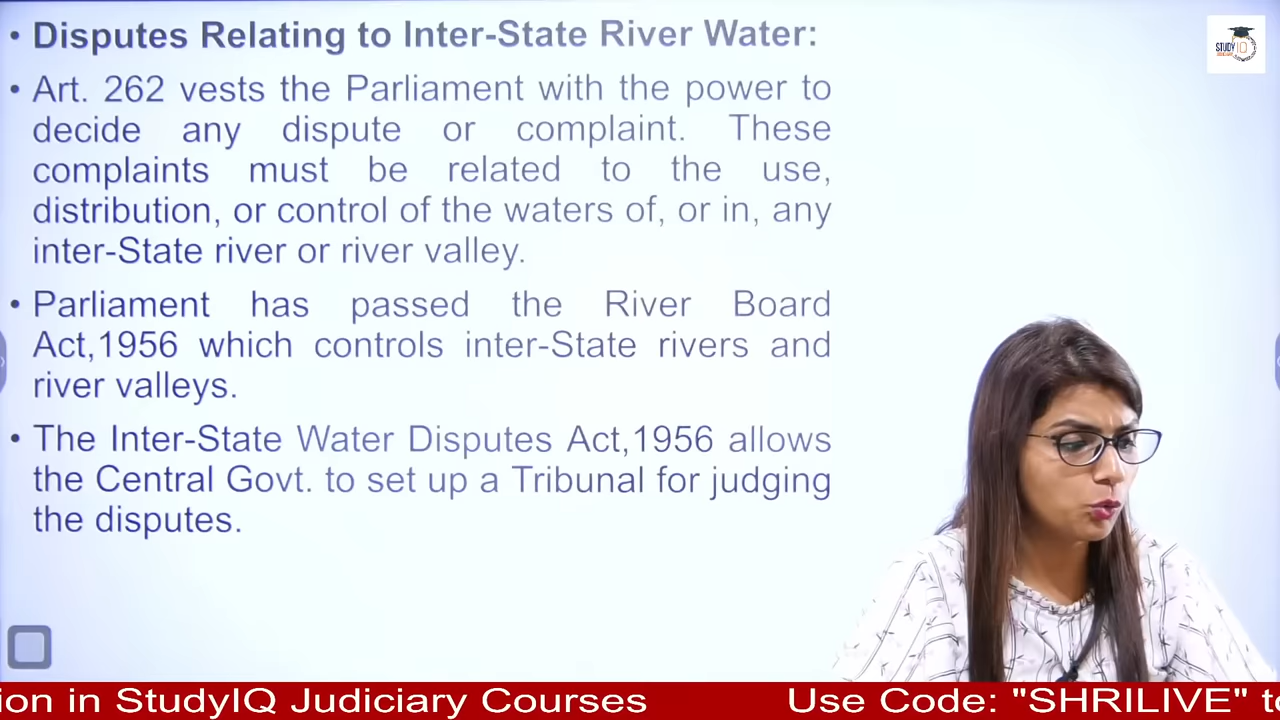 • Disputes Relating to Inter-State River Water:
• Art. 262 vests the Parliament with the power to
decide any dispute or complaint. These
complaints must be related to the use,
distribution, or control of the waters of, or in, any
inter-State river or river valley.
• Parliament has passed the River Board
Act,1956 which controls inter-State rivers and
river valleys.
• The Inter-State Water Disputes Act,1956 allows
the Central Govt. to set up a Tribunal for judging
the disputes.
STUDY IQ
JUDICIARY
ion in StudyIQ Judiciary Courses Use Code: "SHRILIVE" to